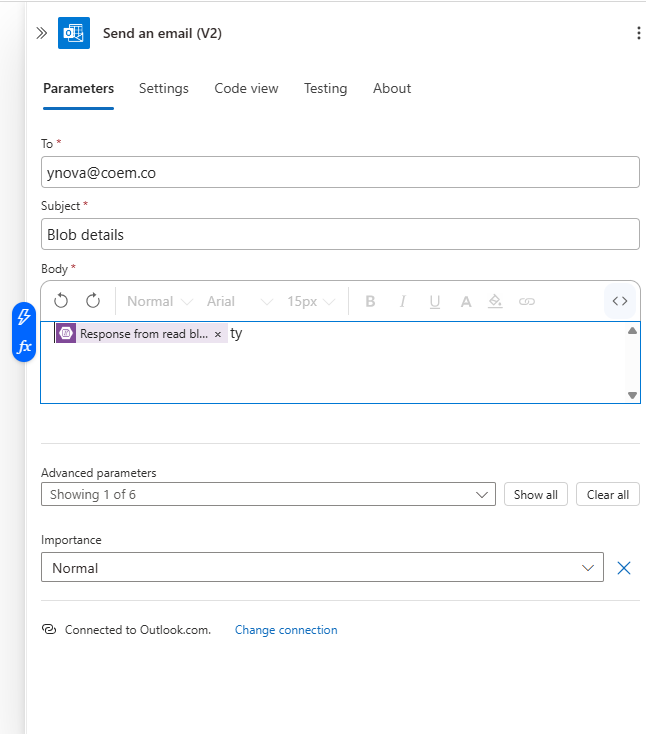 Send an email (V2)
Parameters Settings Code view Testing About
To *
ynova@coem.co
Subject *
Blob details
Body *
Normal Arial 15px B I U A <>
fx
Response from read bl... × ty
Advanced parameters
Showing 1 of 6 Show all Clear all
Importance
Normal
Connected to Outlook.com. Change connection